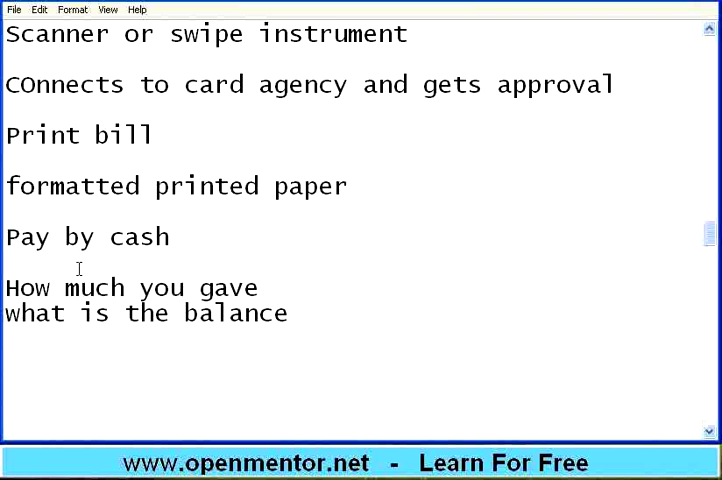 File Edit Format View Help
Scanner or swipe instrument
COnnects to card agency and gets approval
Print bill
formatted printed paper
Pay by cash
How much you gave
what is the balance
www.openmentor.net - Learn For Free